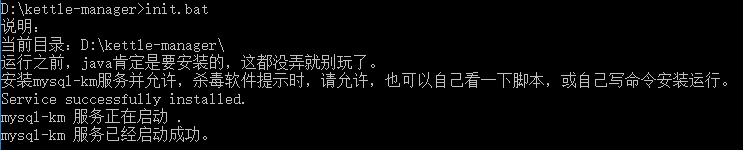 D:\kettle-manager>init.bat
说明：
当前目录：D:\kettle-manager\
运行之前，java肯定是要安装的，这都没弄就别玩了。
安装mysql-km服务并允许，杀毒软件提示时，请允许，也可以自己看一下脚本，或自己写命令安装运行。
Service successfully installed.
mysql-km 服务正在启动 .
mysql-km 服务已经启动成功。